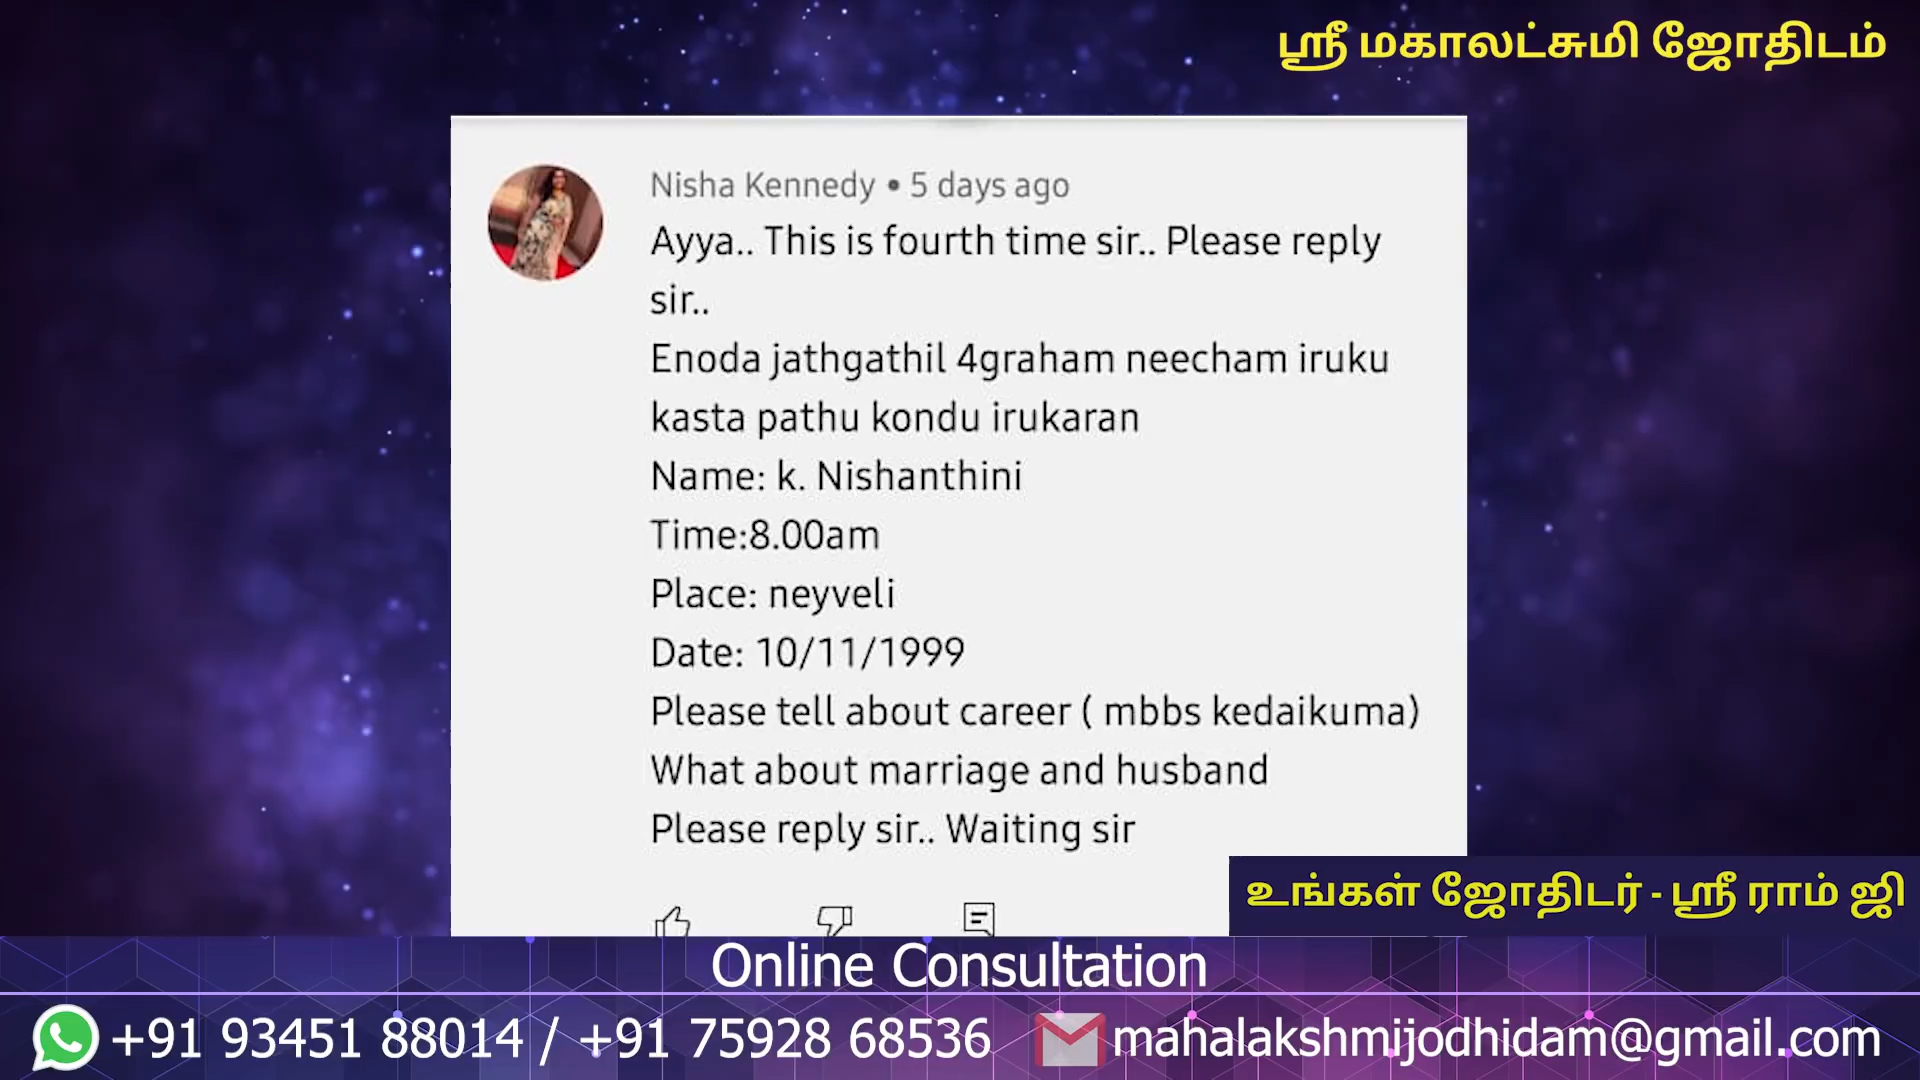 ஸ்ரீ மகாலட்சுமி ஜோதிடம்
Nisha Kennedy • 5 days ago
Ayya.. This is fourth time sir.. Please reply
sir..
Enoda jathgathil 4graham neecham iruku
kasta pathu kondu irukaran
Name: k. Nishanthini
Time:8.00am
Place: neyveli
Date: 10/11/1999
Please tell about career ( mbbs kedaikuma)
What about marriage and husband
Please reply sir.. Waiting sir
உங்கள் ஜோதிடர் - ஸ்ரீ ராம் ஜி
Online Consultation
+91 93451 88014 / +91 75928 68536 mahalakshmijodhidam@gmail.com